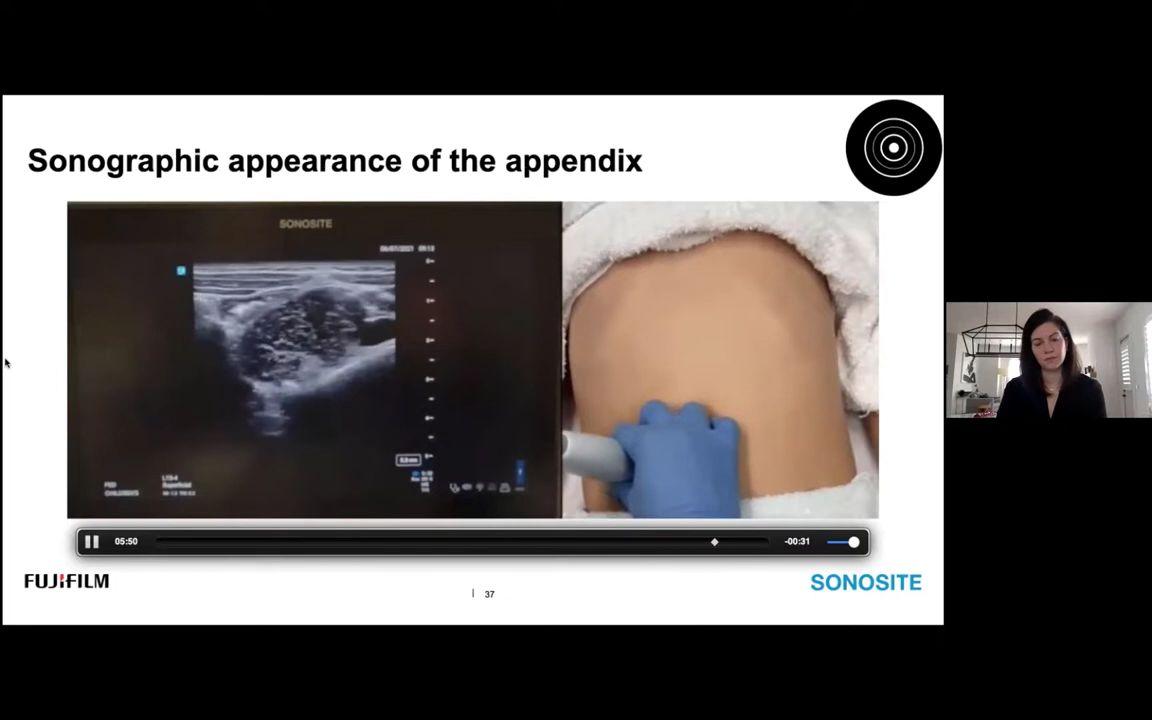 Sonographic appearance of the appendix
SONOSITE
05:50
-00:31
FUJIFILM
37
SONOSITE